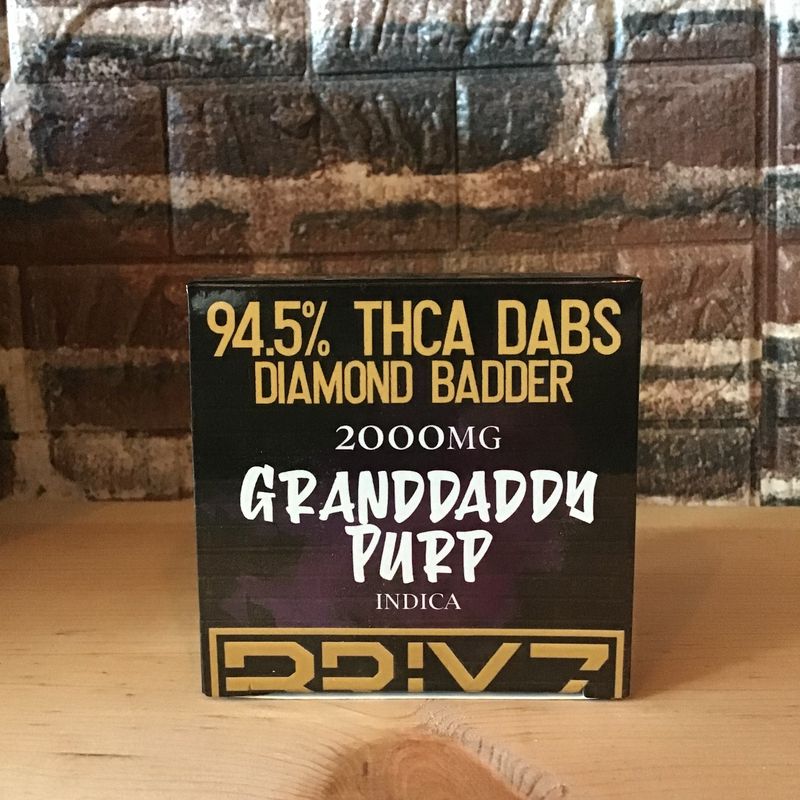 94.5% THCA DABS
DIAMOND BADDER
2000MG
GRANDDADDY
PURP
INDICA